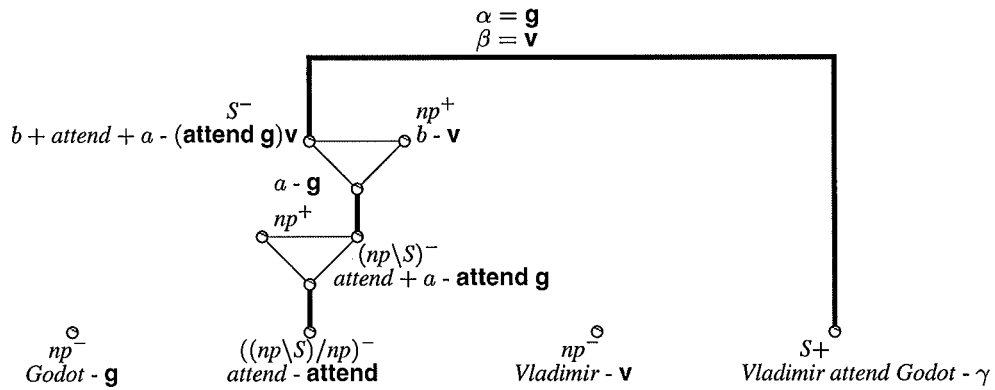 α = g
β = v
S⁻
np⁺
b + attend + a - (attend g)v
b - v
a - g
np⁺
(np\S)⁻
attend + a - attend g
np⁻
((np\S)/np)⁻
np⁻
S+
Godot - g
attend - attend
Vladimir - v
Vladimir attend Godot - γ